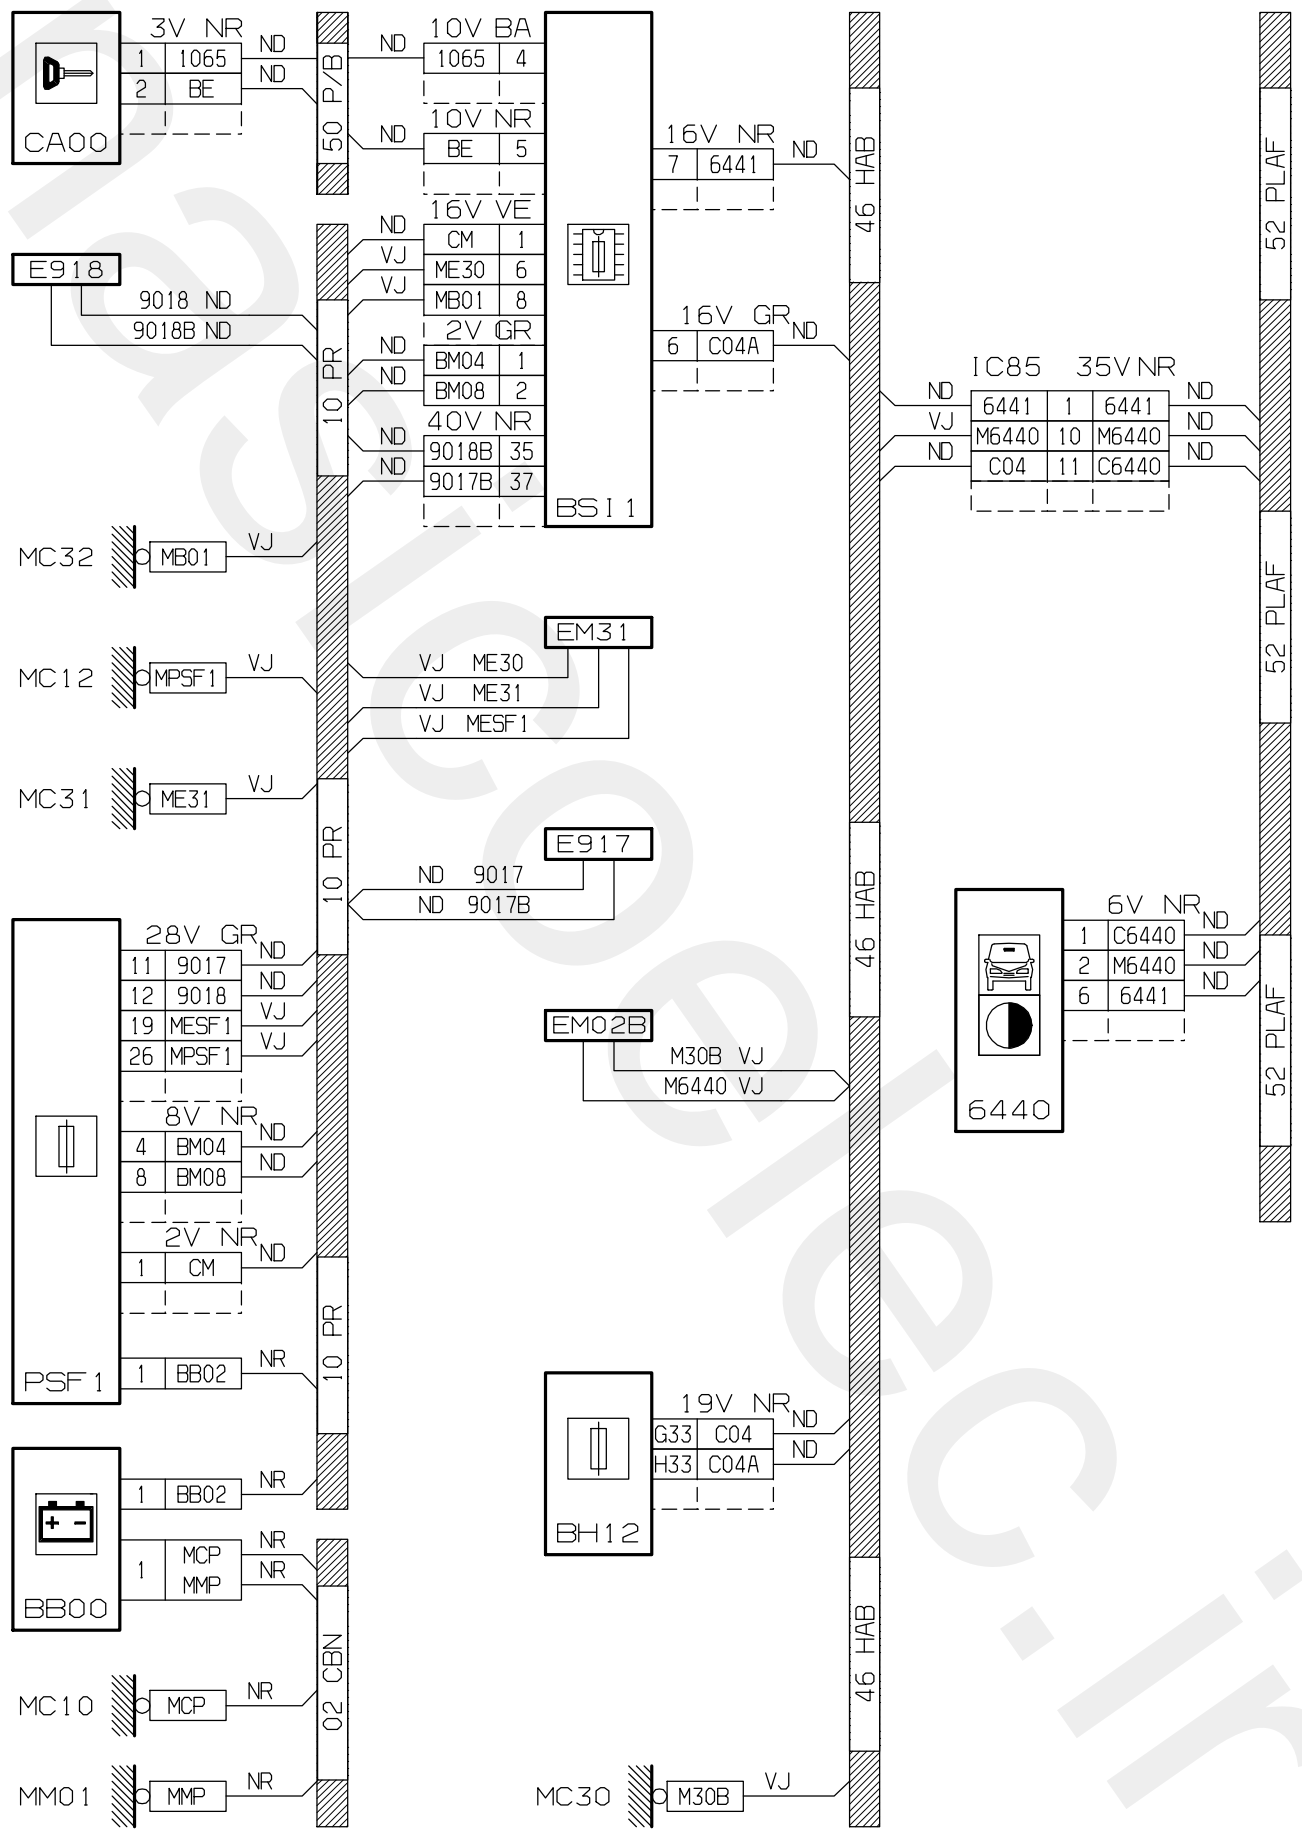 3V NR
1 1065 ND
2 BE ND
CA00
50 P/B
ND
10V BA
1065 4
10V NR
ND
BE 5
16V VE
ND
CM 1
VJ
ME30 6
VJ
MB01 8
2V GR
ND
BM04 1
ND
BM08 2
40V NR
ND
9018B 35
ND
9017B 37
BSI1
16V NR
7 6441 ND
16V GR
6 C04A ND
E918
9018 ND
9018B ND
10 PR
MC32 MB01 VJ
MC12 MPSF1 VJ
MC31 ME31 VJ
EM31
VJ ME30
VJ ME31
VJ MESF1
10 PR
E917
ND 9017
ND 9017B
28V GR
11 9017 ND
12 9018 ND
19 MESF1 VJ
26 MPSF1 VJ
8V NR
4 BM04 ND
8 BM08 ND
2V NR
1 CM ND
PSF1
1 BB02 NR
10 PR
1 BB02 NR
1 MCP NR
MMP NR
BB00
02 CBN
MC10 MCP NR
MM01 MMP NR
46 HAB
46 HAB
46 HAB
EM02B
M30B VJ
M6440 VJ
19V NR
G33 C04 ND
H33 C04A ND
BH12
MC30 M30B VJ
IC85 35V NR
ND 6441 1 6441 ND
VJ M6440 10 M6440 ND
ND C04 11 C6440 ND
52 PLAF
52 PLAF
52 PLAF
6V NR
1 C6440 ND
2 M6440 ND
6 6441 ND
6440